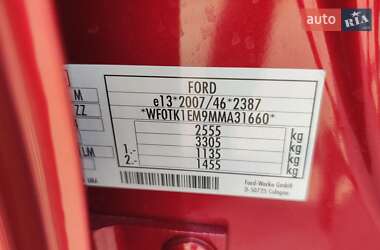 auto RIA
FORD
e13*2007/46*2387
*WF0TK1EM9MMA31660*
2555 kg
3305 kg
1- 1135 kg
2- 1455 kg
Ford-Werke GmbH
D-50725 Cologne